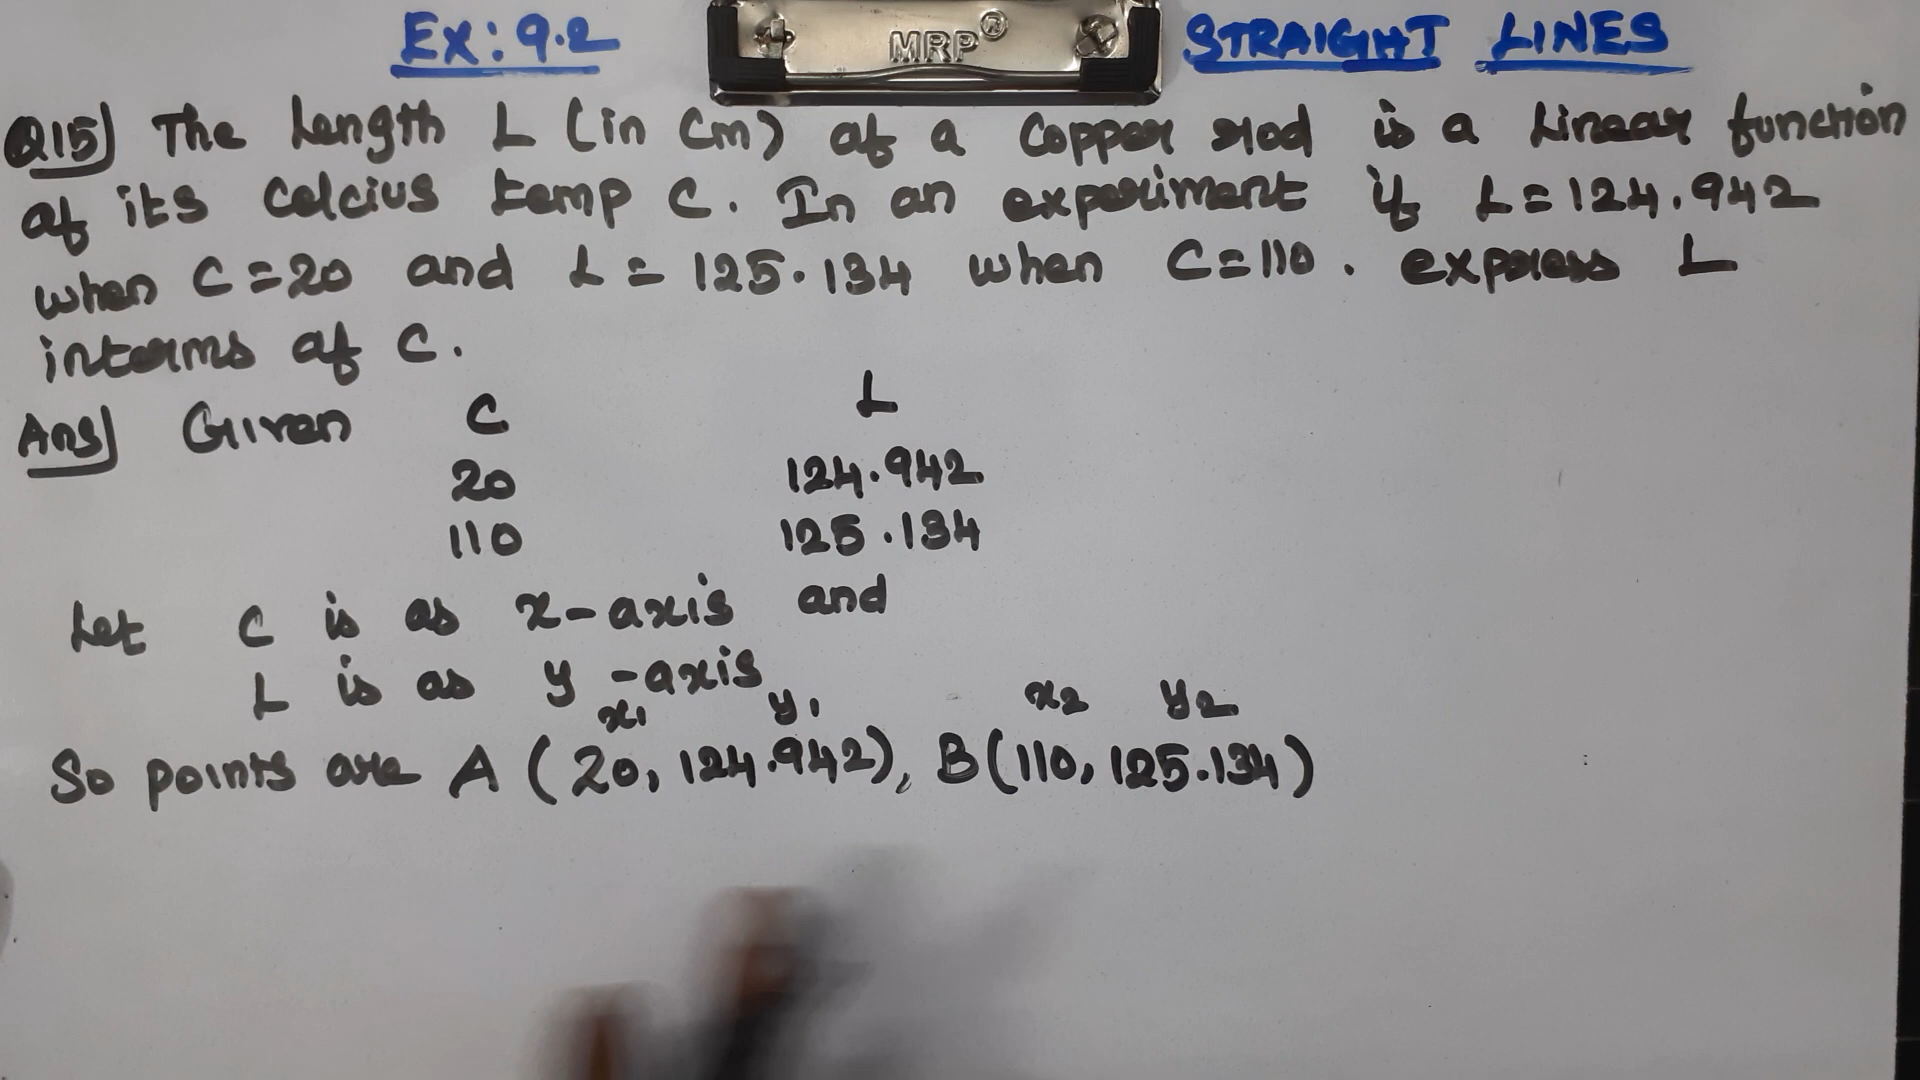 EX: 9.2 MRP® STRAIGHT LINES
Q15) The Length L (in Cm) of a Copper rod is a Linear function
of its Celcius temp C. In an experiment if L = 124.942
when C = 20 and L = 125.134 when C = 110. express L
interms of C.
Ans) Given C L
20 124.942
110 125.134
Let C is as x-axis and
L is as y-axis
x1 y1 x2 y2
So points are A (20, 124.942), B (110, 125.134)